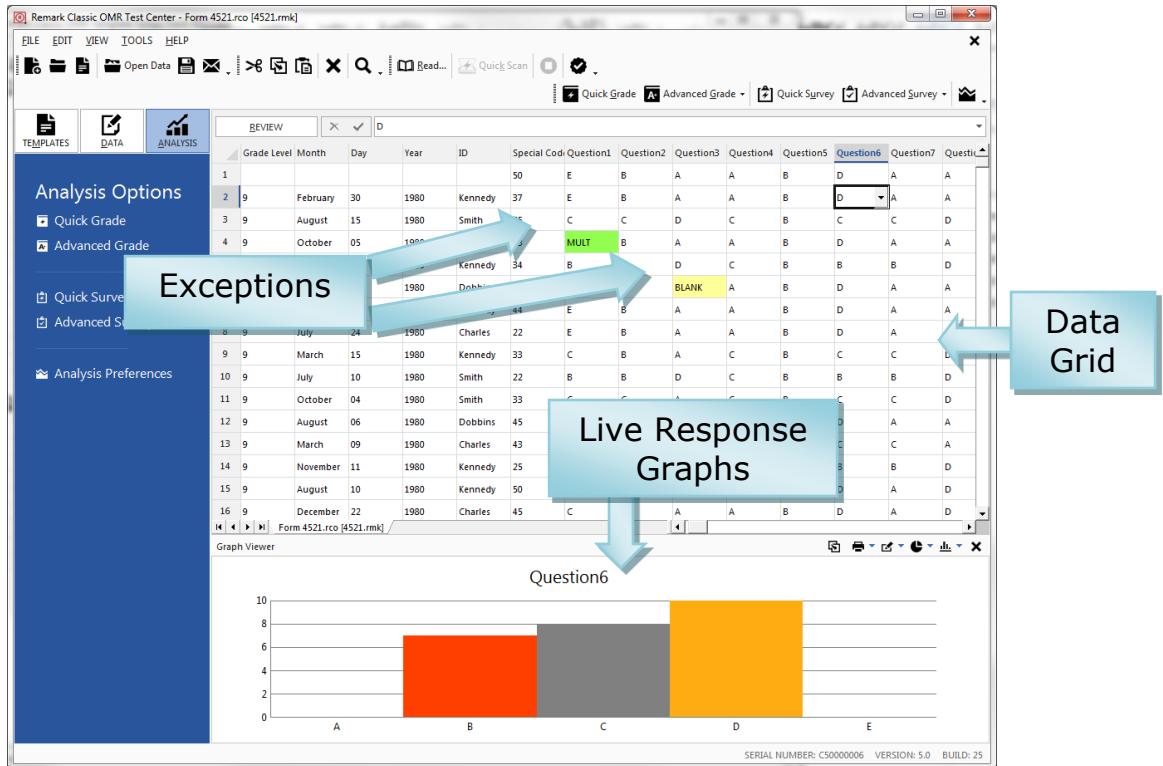 Remark Classic OMR Test Center - Form 4521.rco [4521.rmk]
FILE EDIT VIEW TOOLS HELP
Open Data Read... Quick Scan
Quick Grade Advanced Grade Quick Survey Advanced Survey
TEMPLATES DATA ANALYSIS
REVIEW D
Analysis Options
Quick Grade
Advanced Grade
Quick Surve
Advanced S
Analysis Preferences
Grade Level Month Day Year ID Special Code Question1 Question2 Question3 Question4 Question5 Question6 Question7 Questic
1 50 E B A A B D A A
2 9 February 30 1980 Kennedy 37 E B A A B D A A
3 9 August 15 1980 Smith C C D C B C C D
4 9 October 05 MULT B A A B D A A
Kennedy 34 B D C B B B D
1980 BLANK A B D A A
44 E B A A B D A A
8 9 July 24 1980 Charles 22 E B A A B D A
9 9 March 15 1980 Kennedy 33 C B A C B C C D
10 9 July 10 1980 Smith 22 B B D C B B B D
11 9 October 04 1980 Smith 33 C D
12 9 August 06 1980 Dobbins 45 D A A
13 9 March 09 1980 Charles 43 C C A
14 9 November 11 1980 Kennedy 25 B B D
15 9 August 10 1980 Kennedy 50 D A D
16 9 December 22 1980 Charles 45 C A A B D A D
Form 4521.rco [4521.rmk]
Exceptions
Data
Grid
Live Response
Graphs
Graph Viewer
Question6
10
8
6
4
2
0
A B C D E
SERIAL NUMBER: C50000006 VERSION: 5.0 BUILD: 25